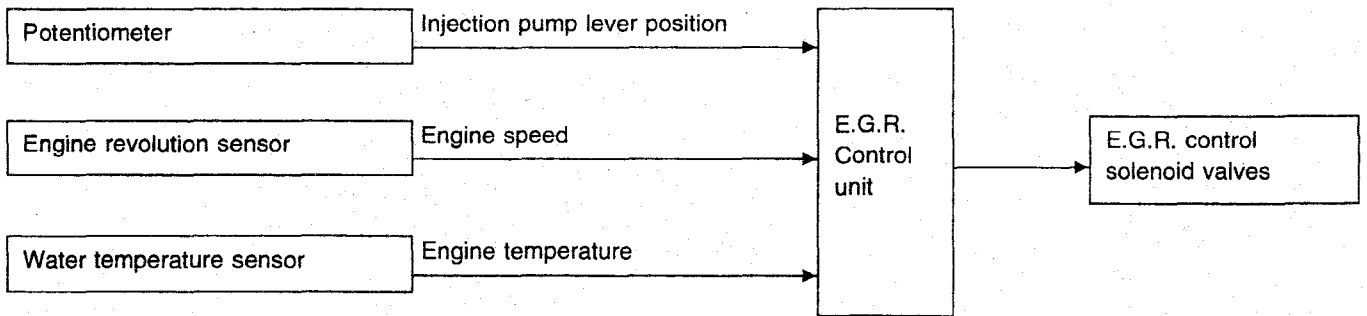 Potentiometer
Injection pump lever position
Engine revolution sensor
Engine speed
Water temperature sensor
Engine temperature
E.G.R.
Control
unit
E.G.R. control
solenoid valves